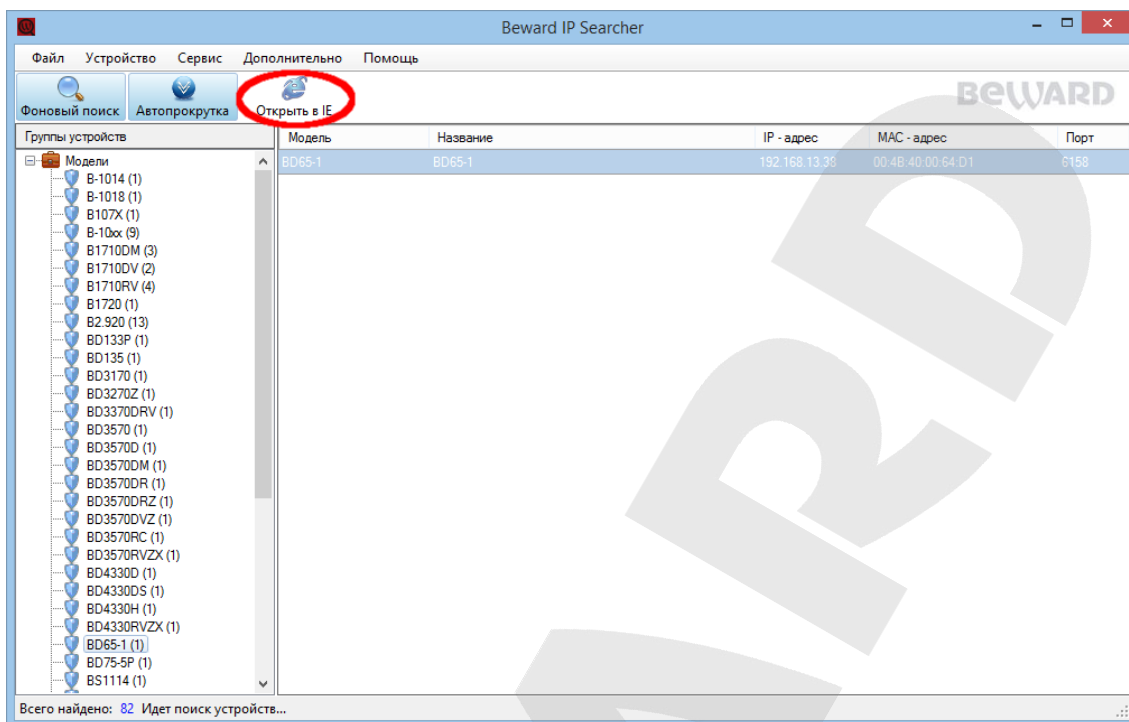 Beward IP Searcher
Файл Устройство Сервис Дополнительно Помощь
Фоновый поиск Автопрокрутка Открыть в IE
BEWARD
Группы устройств
Модель Название IP - адрес MAC - адрес Порт
BD65-1 BD65-1 192.168.13.38 00:4B:40:00:64:D1 6158
Модели
B-1014 (1)
B-1018 (1)
B107X (1)
B-10xx (9)
B1710DM (3)
B1710DV (2)
B1710RV (4)
B1720 (1)
B2.920 (13)
BD133P (1)
BD135 (1)
BD3170 (1)
BD3270Z (1)
BD3370DRV (1)
BD3570 (1)
BD3570D (1)
BD3570DM (1)
BD3570DR (1)
BD3570DRZ (1)
BD3570DVZ (1)
BD3570RC (1)
BD3570RVZX (1)
BD4330D (1)
BD4330DS (1)
BD4330H (1)
BD4330RVZX (1)
BD65-1 (1)
BD75-5P (1)
BS1114 (1)
Всего найдено: 82 Идет поиск устройств...
ARD